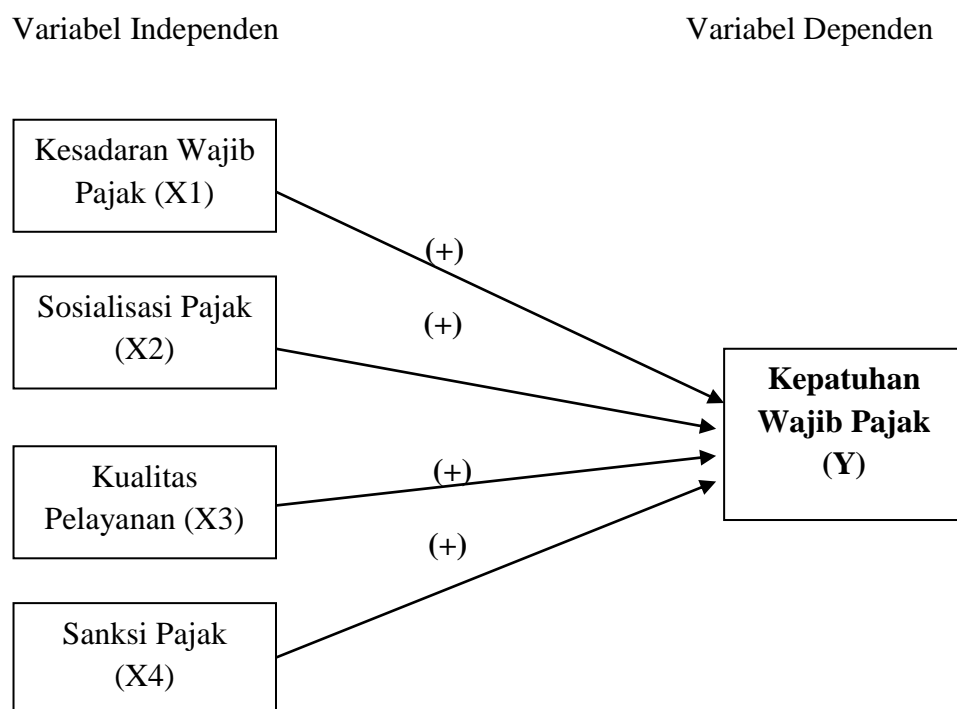 Variabel Independen
Variabel Dependen
Kesadaran Wajib
Pajak (X1)
(+)
Sosialisasi Pajak
(X2)
(+)
Kepatuhan
Wajib Pajak
(Y)
Kualitas
Pelayanan (X3)
(+)
(+)
Sanksi Pajak
(X4)